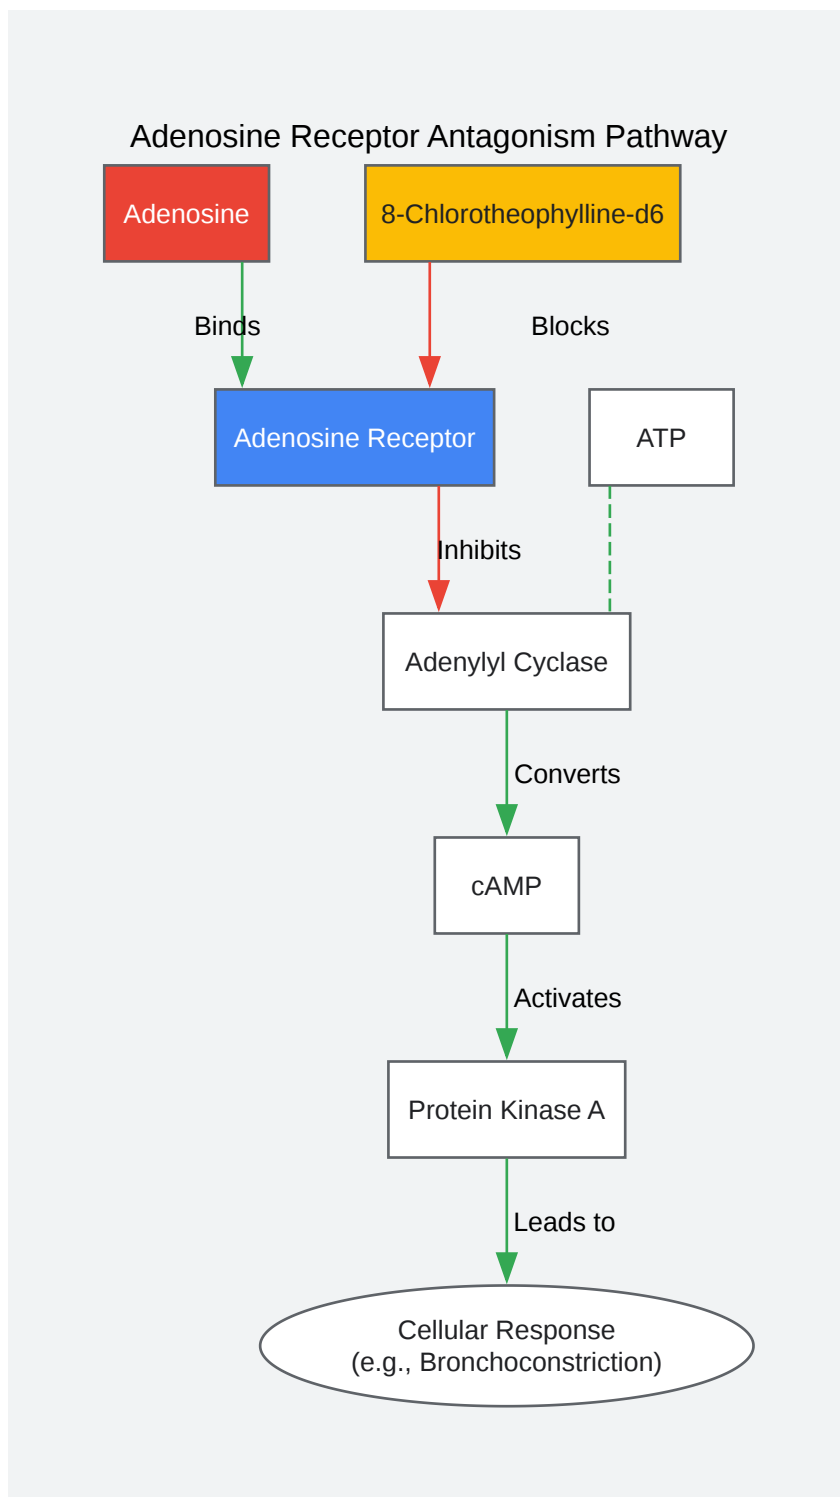 Adenosine Receptor Antagonism Pathway
Adenosine
8-Chlorotheophylline-d6
Binds
Blocks
Adenosine Receptor
ATP
Inhibits
Adenylyl Cyclase
Converts
cAMP
Activates
Protein Kinase A
Leads to
Cellular Response
(e.g., Bronchoconstriction)